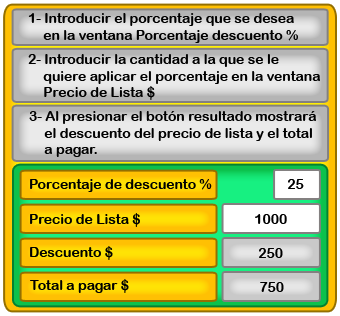 1- Introducir el porcentaje que se desea
en la ventana Porcentaje descuento %
2- Introducir la cantidad a la que se le
quiere aplicar el porcentaje en la ventana
Precio de Lista $
3- Al presionar el botón resultado mostrará
el descuento del precio de lista y el total
a pagar.
Porcentaje de descuento % 25
Precio de Lista $ 1000
Descuento $ 250
Total a pagar $ 750